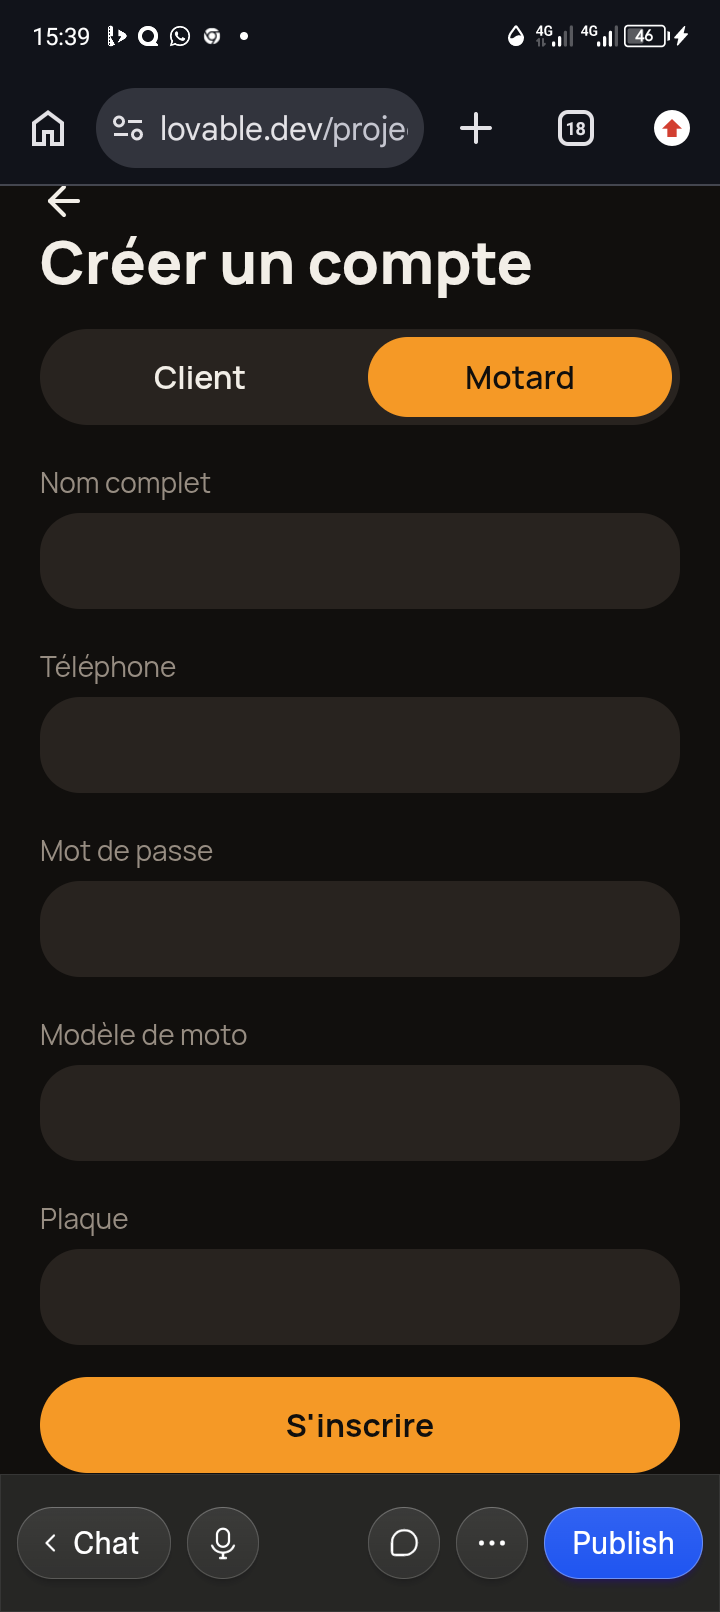 15:39
4G 4G 46
lovable.dev/proje
18
Créer un compte
Client Motard
Nom complet
Téléphone
Mot de passe
Modèle de moto
Plaque
S'inscrire
Chat Publish